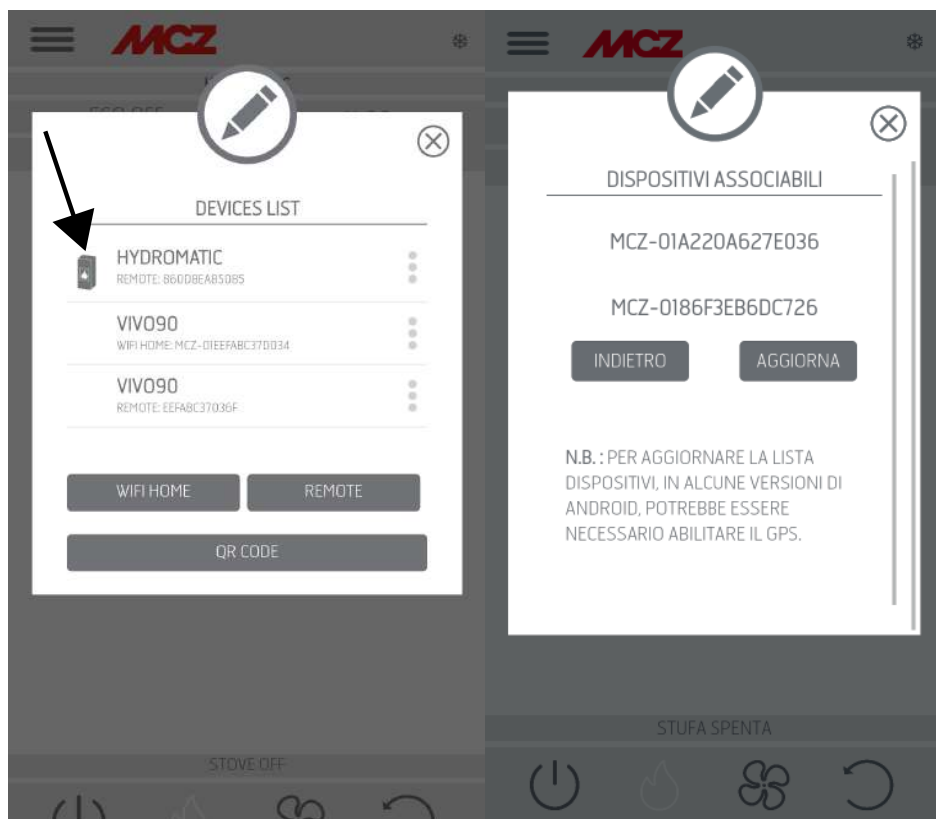 MCZ
DEVICES LIST
HYDROMATIC
REMOTE: 860D8EA85085
VIVO90
WIFI HOME: MCZ-01EEFABC37D034
VIVO90
REMOTE: EEFA8C37036F
WIFI HOME
REMOTE
QR CODE
STOVE OFF
MCZ
DISPOSITIVI ASSOCIABILI
MCZ-01A220A627E036
MCZ-0186F3EB6DC726
INDIETRO
AGGIORNA
N.B. : PER AGGIORNARE LA LISTA
DISPOSITIVI, IN ALCUNE VERSIONI DI
ANDROID, POTREBBE ESSERE
NECESSARIO ABILITARE IL GPS.
STUFA SPENTA